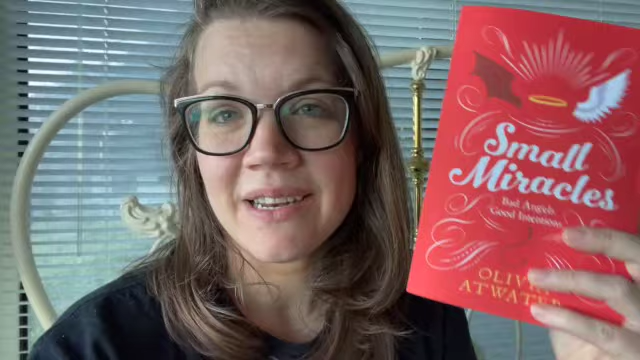 Small
Miracles
Bad Angels.
Good Intentions.
OLIVIA
ATWATER